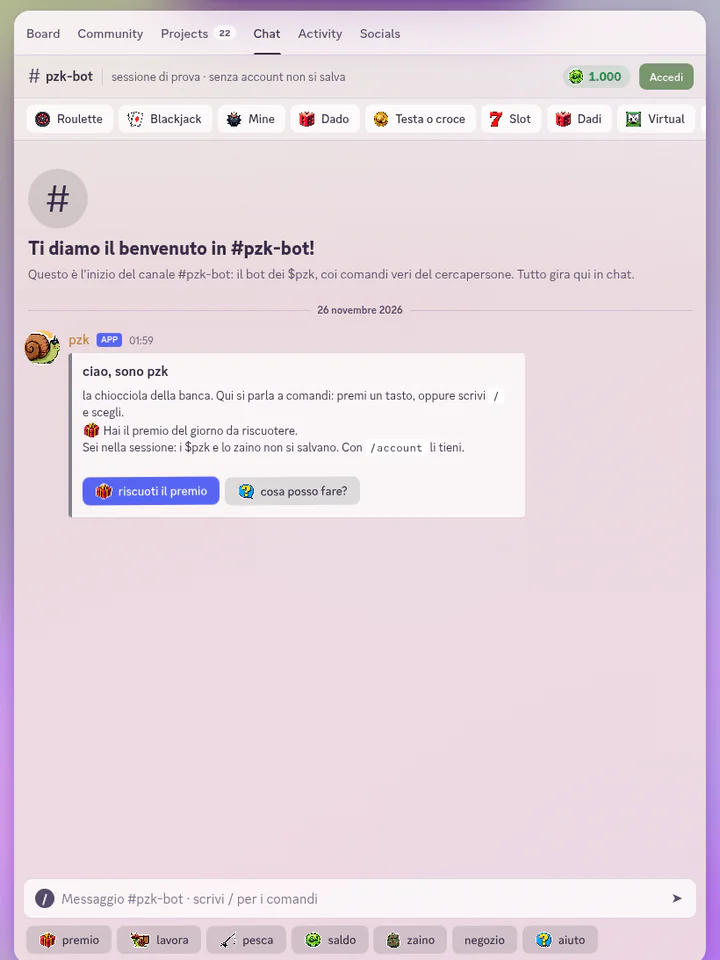 Board Community Projects 22 Chat Activity Socials
# pzk-bot sessione di prova · senza account non si salva 1.000 Accedi
Roulette Blackjack Mine Dado Testa o croce Slot Dadi Virtual
#
Ti diamo il benvenuto in #pzk-bot!
Questo è l'inizio del canale #pzk-bot: il bot dei $pzk, coi comandi veri del cercapersone. Tutto gira qui in chat.
26 novembre 2026
pzk APP 01:59
ciao, sono pzk
la chiocciola della banca. Qui si parla a comandi: premi un tasto, oppure scrivi /
e scegli.
Hai il premio del giorno da riscuotere.
Sei nella sessione: i $pzk e lo zaino non si salvano. Con /account li tieni.
riscuoti il premio cosa posso fare?
/ Messaggio #pzk-bot · scrivi / per i comandi
premio lavora pesca saldo zaino negozio aiuto